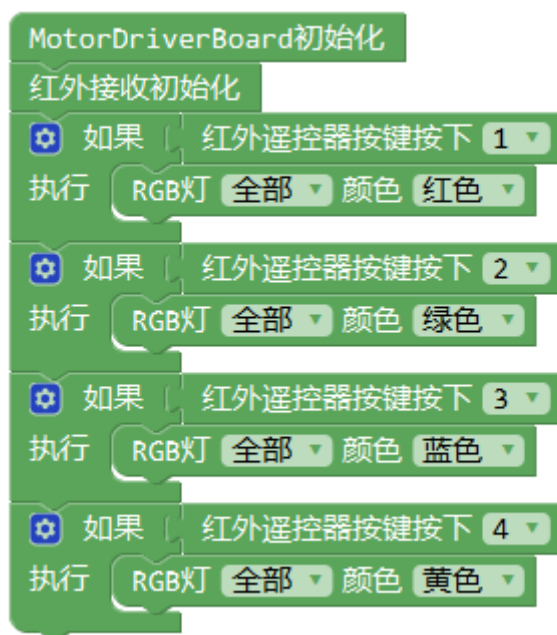 MotorDriverBoard初始化
红外接收初始化
如果 红外遥控器按键按下 1
执行 RGB灯 全部 颜色 红色
如果 红外遥控器按键按下 2
执行 RGB灯 全部 颜色 绿色
如果 红外遥控器按键按下 3
执行 RGB灯 全部 颜色 蓝色
如果 红外遥控器按键按下 4
执行 RGB灯 全部 颜色 黄色